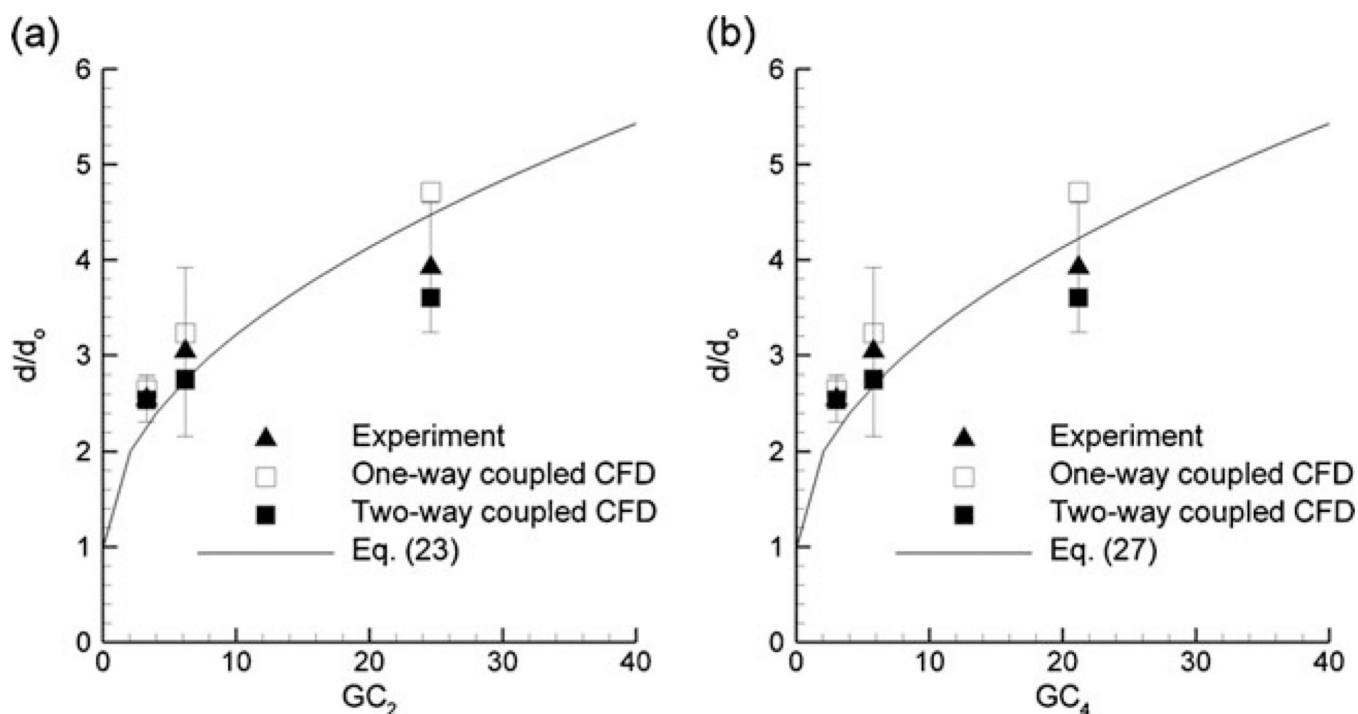 (a)
6
5
4
3
2
1
0
d/d₀
0 10 20 30 40
GC₂
Experiment
One-way coupled CFD
Two-way coupled CFD
Eq. (23)
(b)
6
5
4
3
2
1
0
d/d₀
0 10 20 30 40
GC₄
Experiment
One-way coupled CFD
Two-way coupled CFD
Eq. (27)